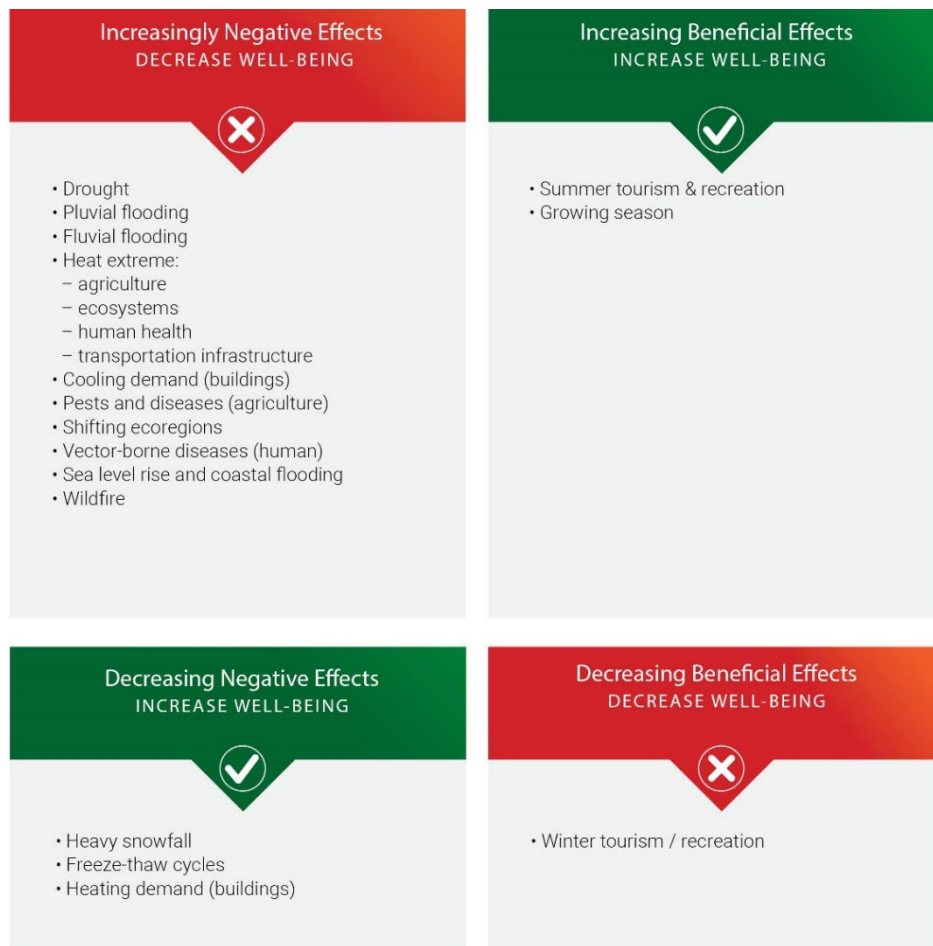 Increasingly Negative Effects
DECREASE WELL-BEING
• Drought
• Pluvial flooding
• Fluvial flooding
• Heat extreme:
– agriculture
– ecosystems
– human health
– transportation infrastructure
• Cooling demand (buildings)
• Pests and diseases (agriculture)
• Shifting ecoregions
• Vector-borne diseases (human)
• Sea level rise and coastal flooding
• Wildfire
Increasing Beneficial Effects
INCREASE WELL-BEING
• Summer tourism & recreation
• Growing season
Decreasing Negative Effects
INCREASE WELL-BEING
• Heavy snowfall
• Freeze-thaw cycles
• Heating demand (buildings)
Decreasing Beneficial Effects
DECREASE WELL-BEING
• Winter tourism / recreation